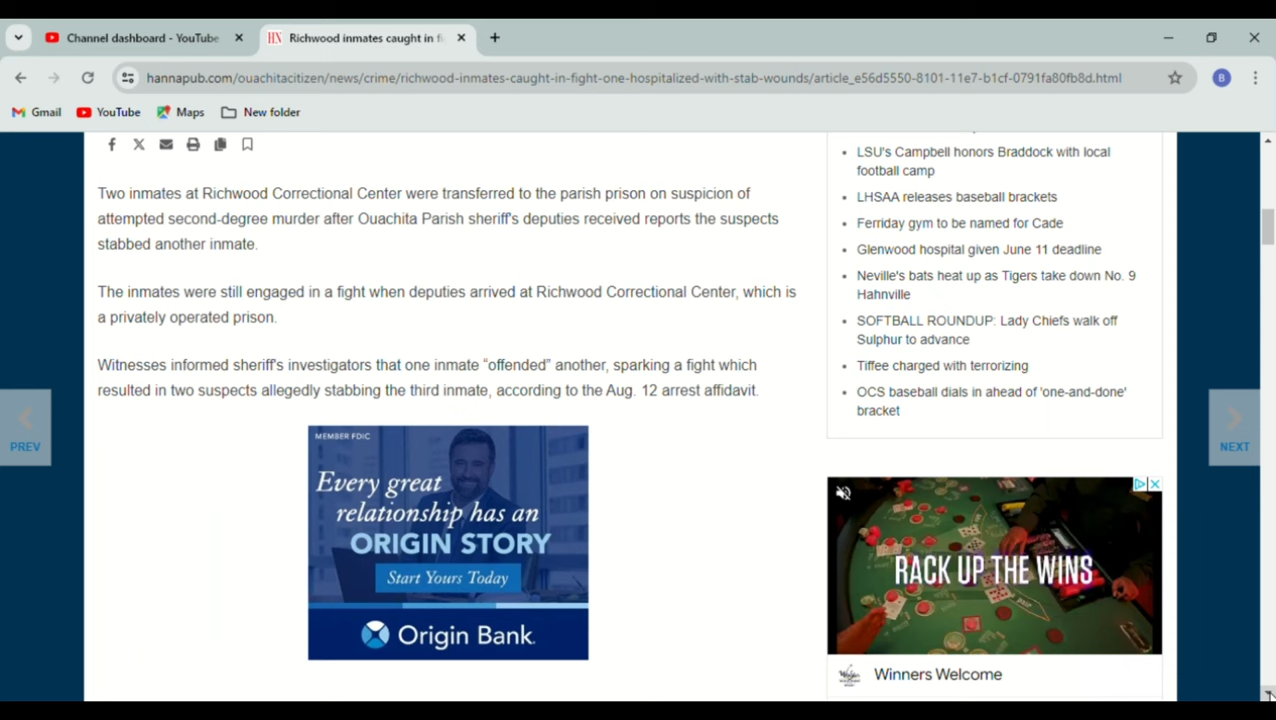 Channel dashboard - YouTube
Richwood inmates caught in fi
hannapub.com/ouachitacitizen/news/crime/richwood-inmates-caught-in-fight-one-hospitalized-with-stab-wounds/article_e56d5550-8101-11e7-b1cf-0791fa80fb8d.html
B
Gmail YouTube Maps New folder
Two inmates at Richwood Correctional Center were transferred to the parish prison on suspicion of
attempted second-degree murder after Ouachita Parish sheriff's deputies received reports the suspects
stabbed another inmate.
The inmates were still engaged in a fight when deputies arrived at Richwood Correctional Center, which is
a privately operated prison.
Witnesses informed sheriff's investigators that one inmate “offended” another, sparking a fight which
resulted in two suspects allegedly stabbing the third inmate, according to the Aug. 12 arrest affidavit.
MEMBER FDIC
Every great
relationship has an
ORIGIN STORY
Start Yours Today
Origin Bank.
LSU's Campbell honors Braddock with local
football camp
LHSAA releases baseball brackets
Ferriday gym to be named for Cade
Glenwood hospital given June 11 deadline
Neville's bats heat up as Tigers take down No. 9
Hahnville
SOFTBALL ROUNDUP: Lady Chiefs walk off
Sulphur to advance
Tiffee charged with terrorizing
OCS baseball dials in ahead of 'one-and-done'
bracket
RACK UP THE WINS
Winners Welcome
PREV
NEXT